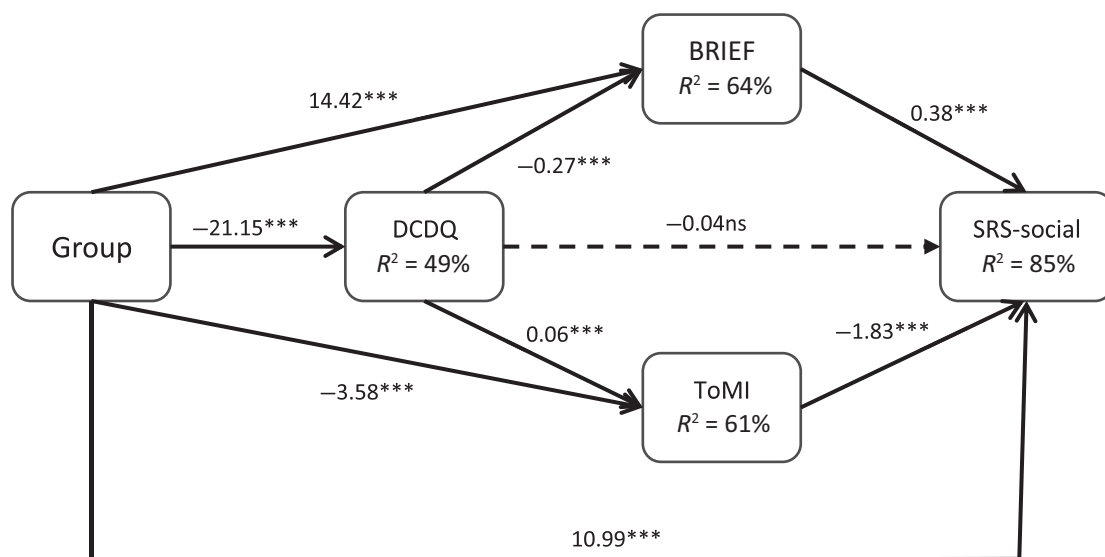 BRIEF
R² = 64%
14.42***
0.38***
−0.27***
Group
−21.15***
DCDQ
R² = 49%
−0.04ns
SRS-social
R² = 85%
0.06***
−1.83***
−3.58***
ToMI
R² = 61%
10.99***